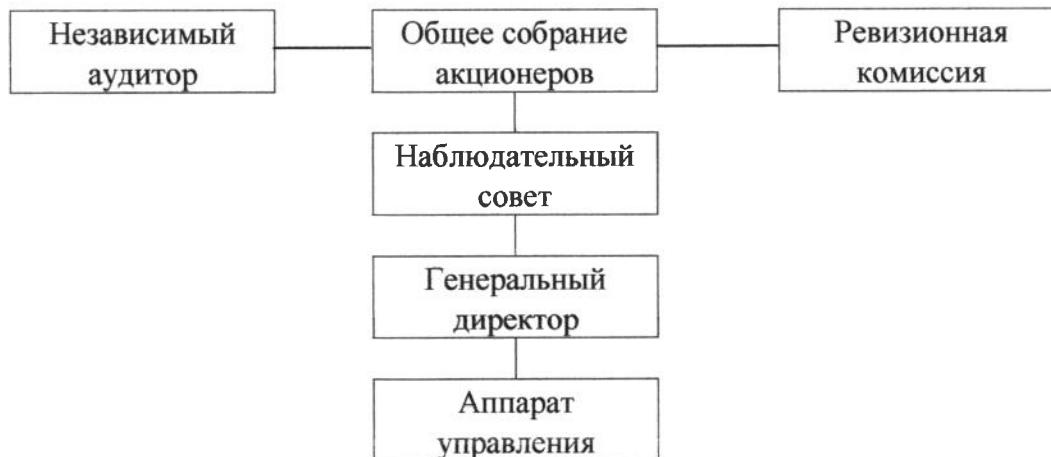 Независимый
аудитор
Общее собрание
акционеров
Ревизионная
комиссия
Наблюдательный
совет
Генеральный
директор
Аппарат
управления